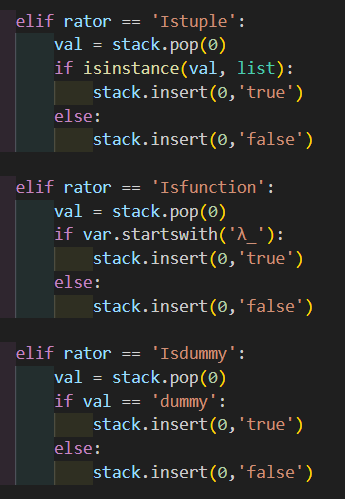 elif rator == 'Istuple':
val = stack.pop(0)
if isinstance(val, list):
stack.insert(0,'true')
else:
stack.insert(0,'false')
elif rator == 'Isfunction':
val = stack.pop(0)
if var.startswith('λ_'):
stack.insert(0,'true')
else:
stack.insert(0,'false')
elif rator == 'Isdummy':
val = stack.pop(0)
if val == 'dummy':
stack.insert(0,'true')
else:
stack.insert(0,'false')